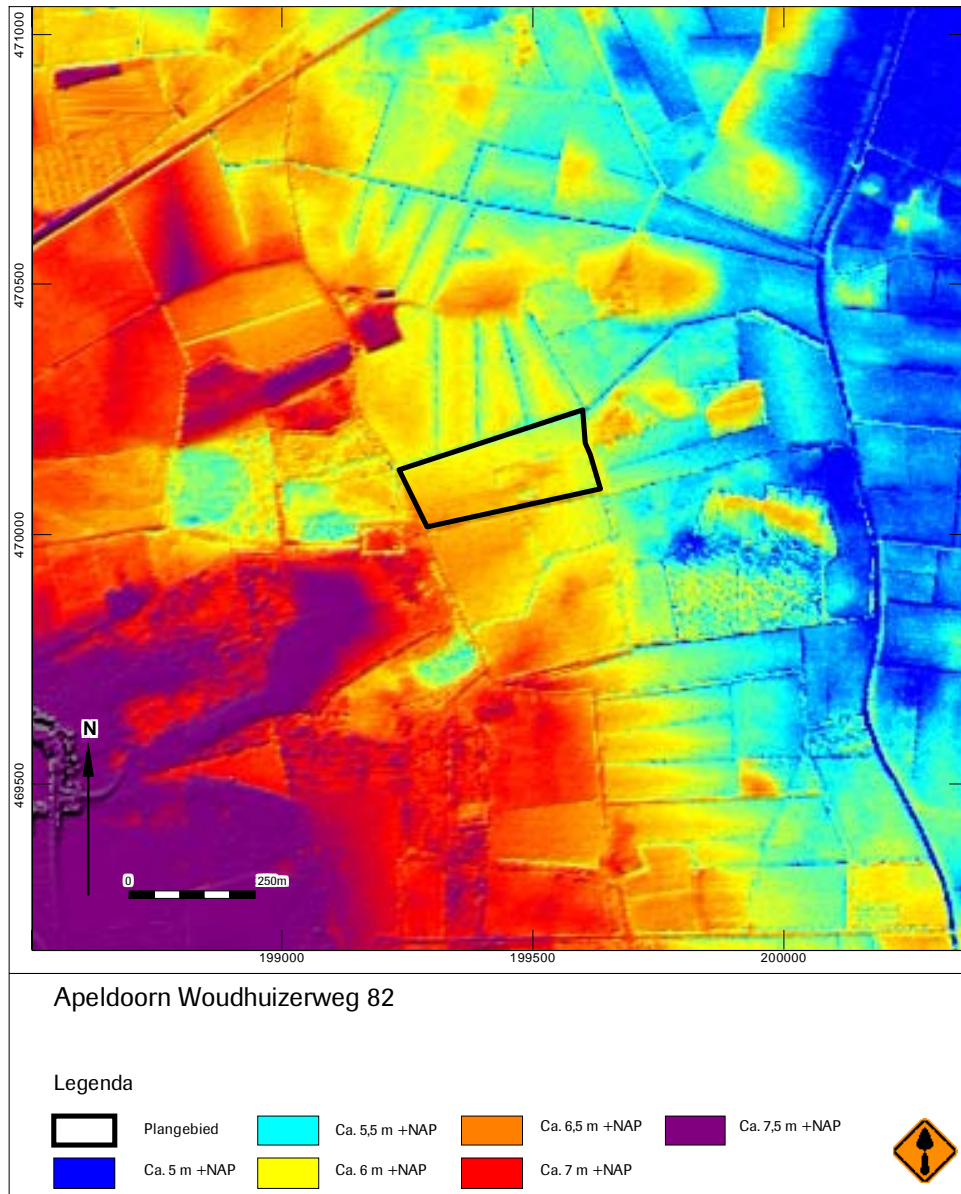 471000
470500
470000
469500
N
0 250m
199000 199500 200000
Apeldoorn Woudhuizerweg 82
Legenda
Plangebied
Ca. 5,5 m +NAP
Ca. 6,5 m +NAP
Ca. 7,5 m +NAP
Ca. 5 m +NAP
Ca. 6 m +NAP
Ca. 7 m +NAP